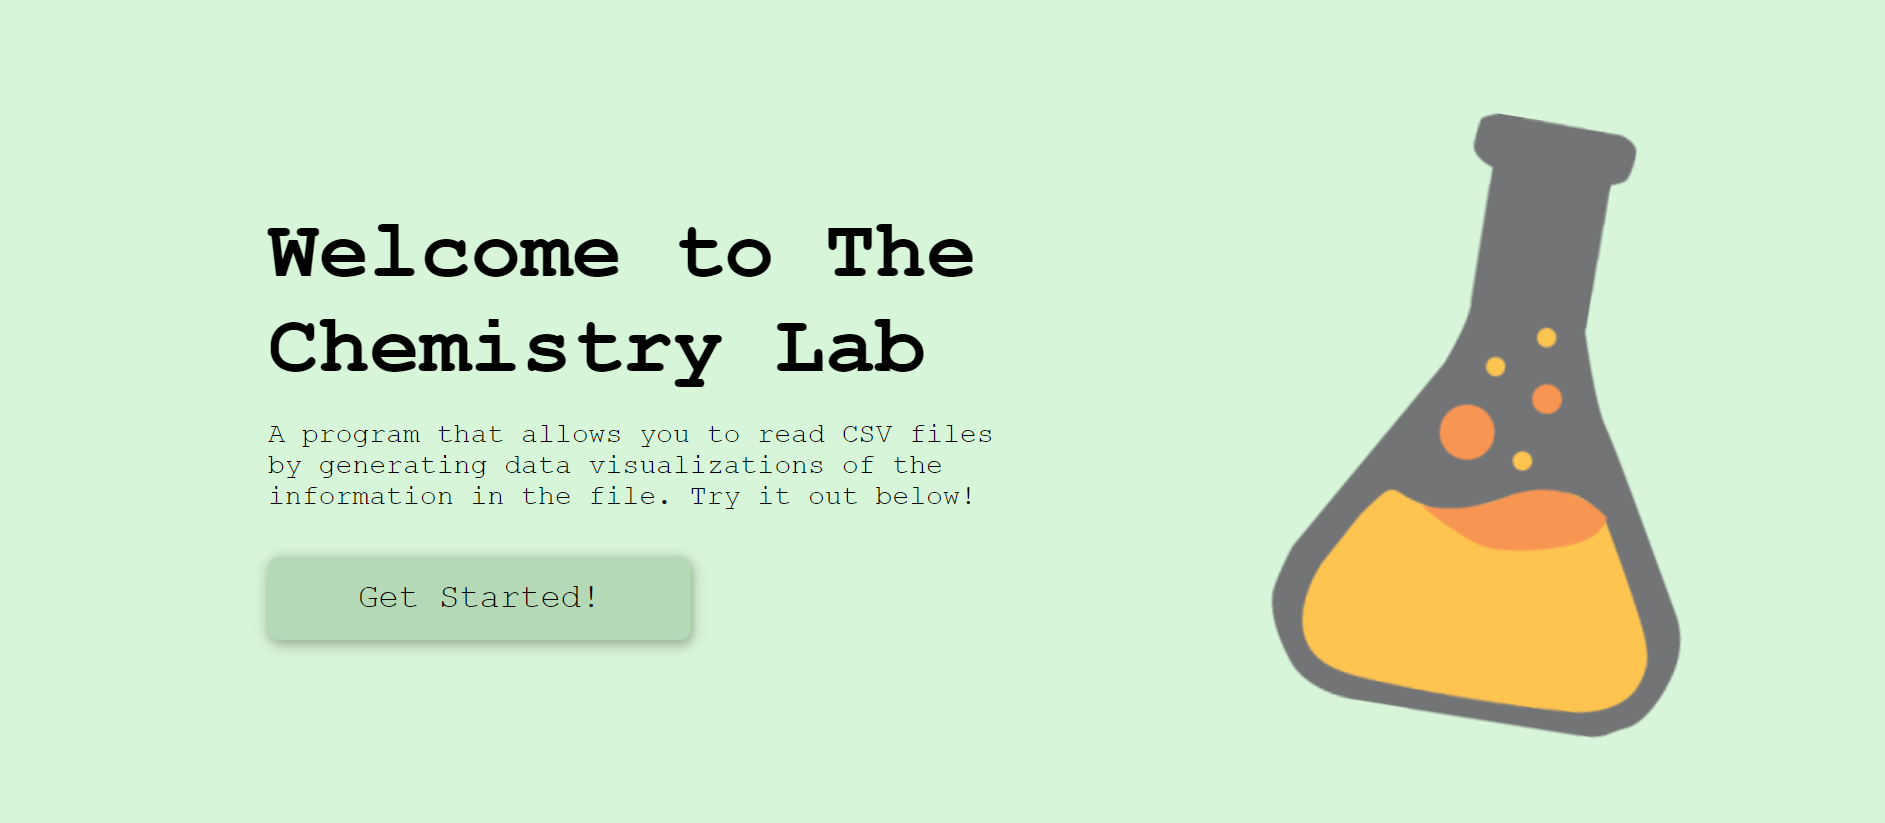 Welcome to The
Chemistry Lab
A program that allows you to read CSV files
by generating data visualizations of the
information in the file. Try it out below!
Get Started!